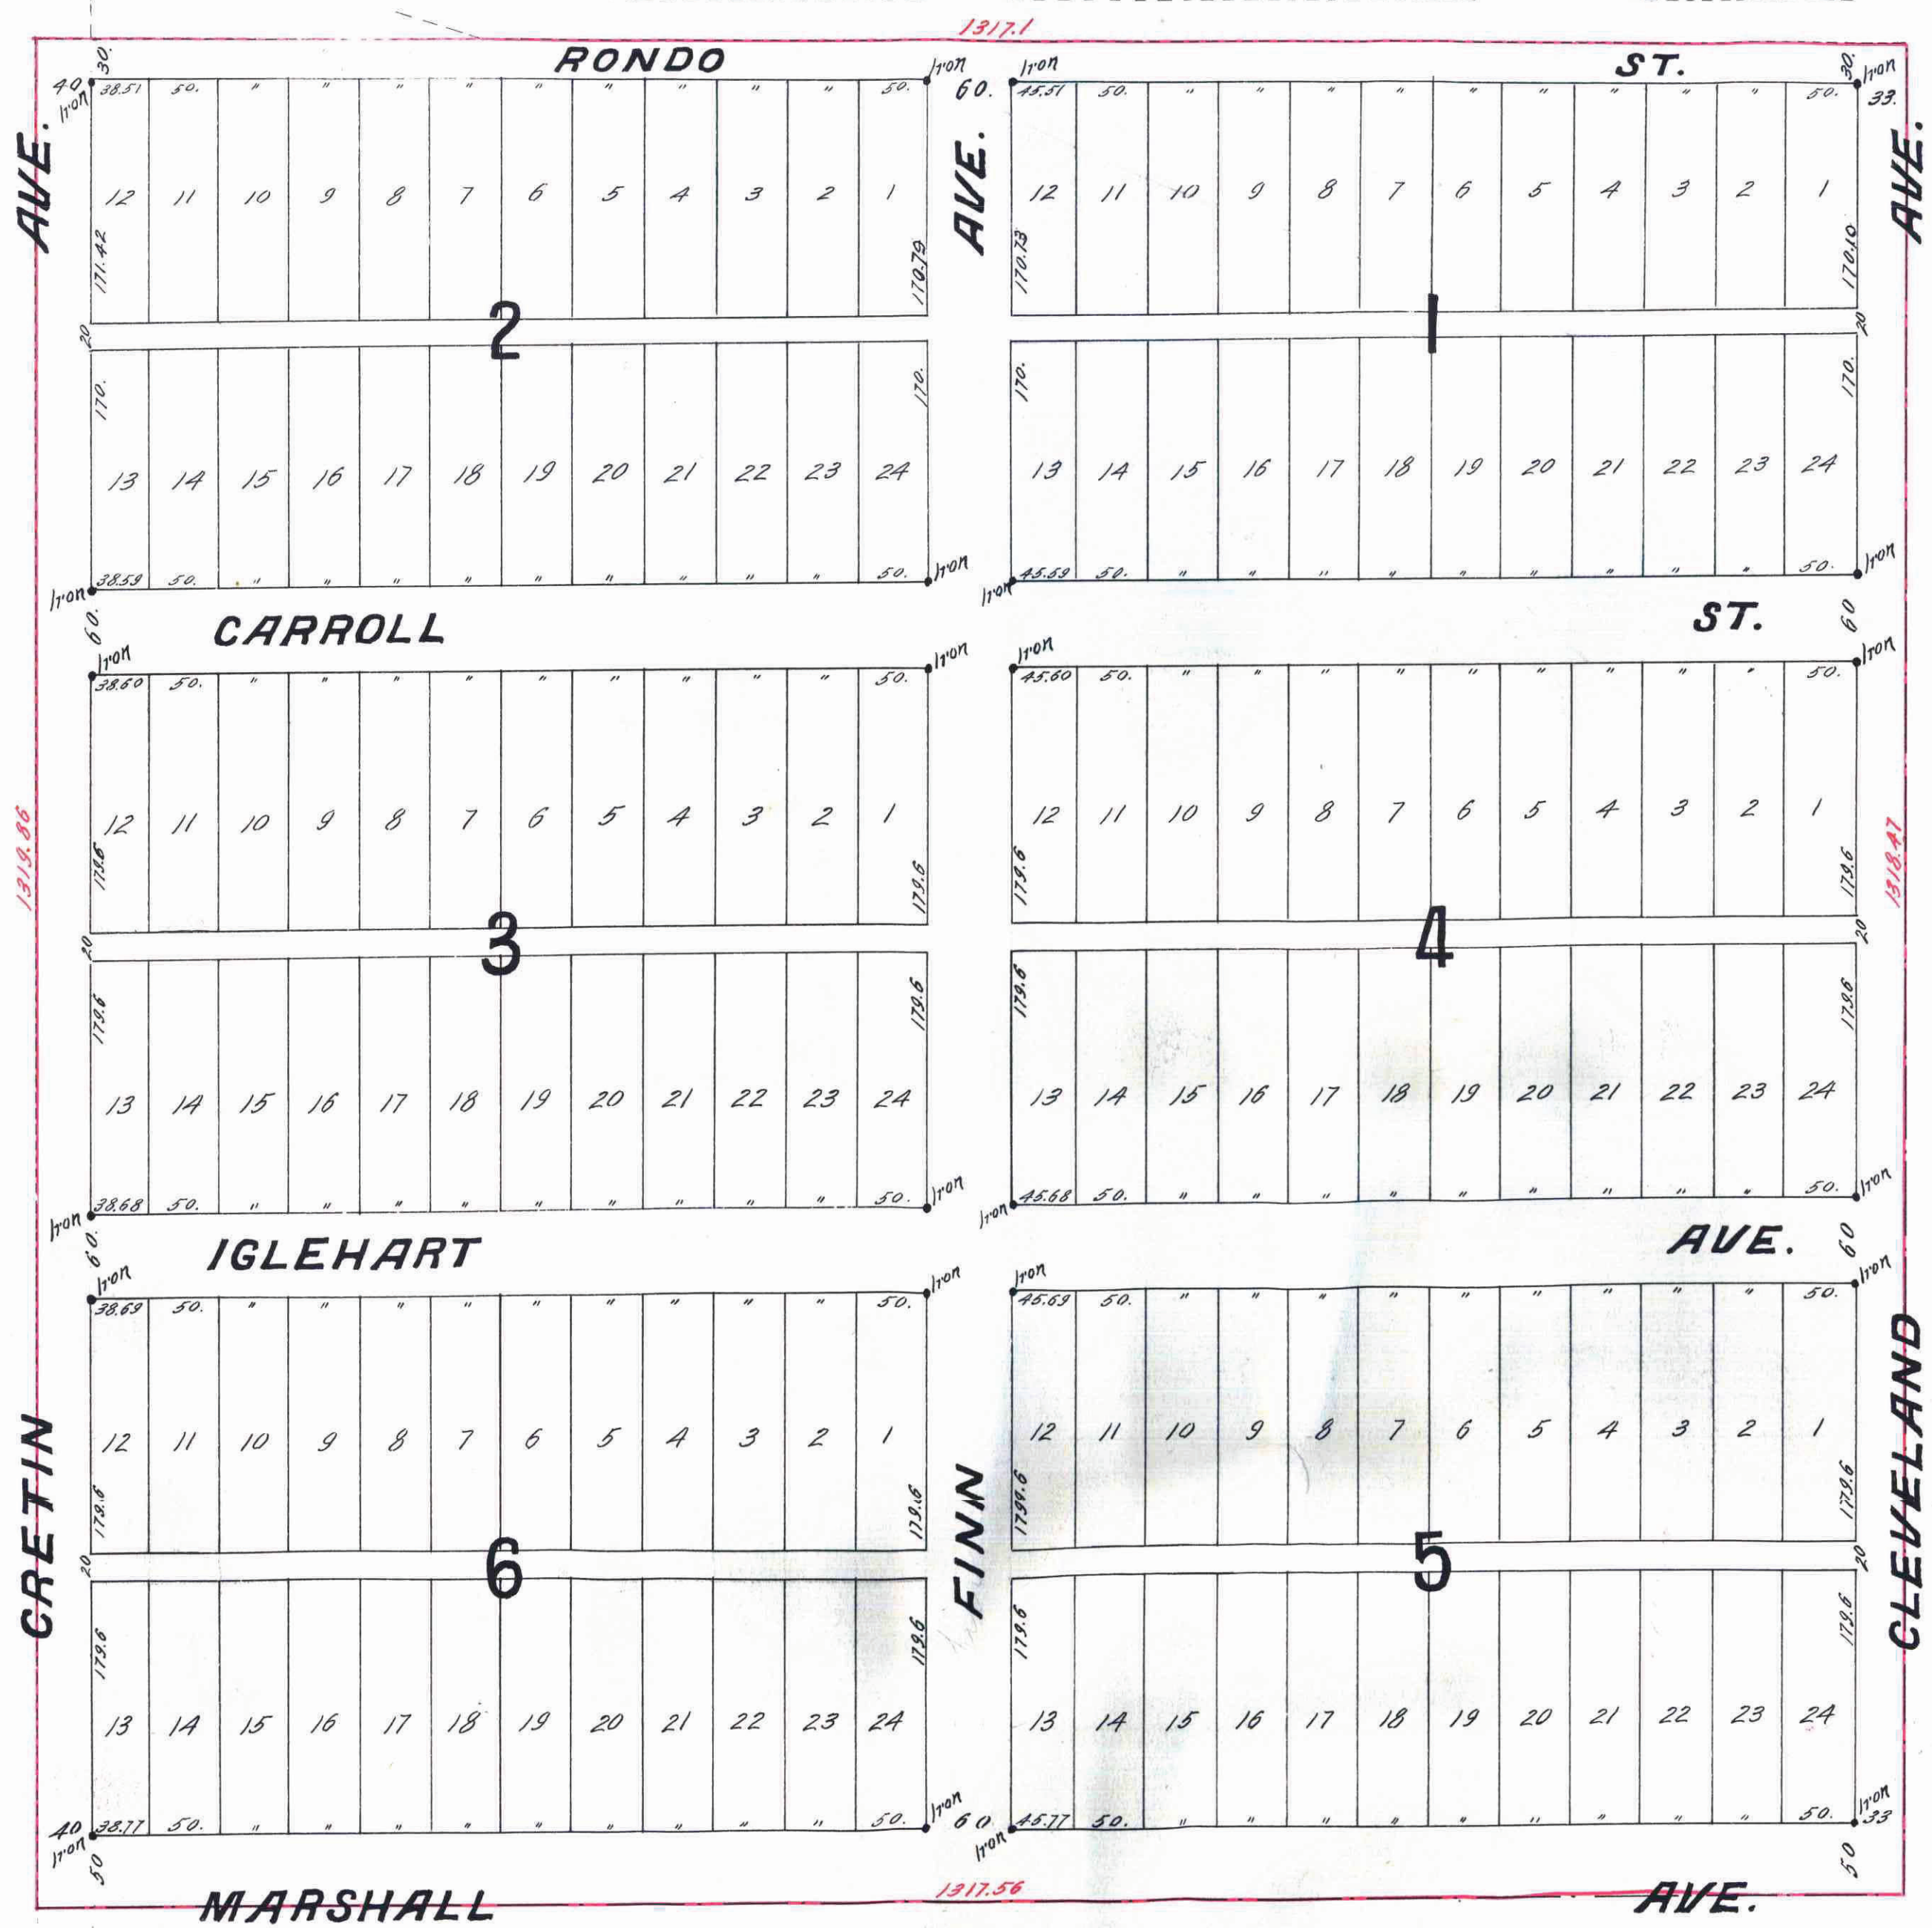 1317.1
RONDO ST.
30. 30.
40 Iron Iron 60. Iron Iron 33.
38.51 50. " " " " " " " " " 50. 45.51 50. " " " " " " " " " 50.
AVE. AVE. AVE.
12 11 10 9 8 7 6 5 4 3 2 1 12 11 10 9 8 7 6 5 4 3 2 1
171.42 170.79 170.73 170.10
20 2 1 20
170. 170. 170. 170.
13 14 15 16 17 18 19 20 21 22 23 24 13 14 15 16 17 18 19 20 21 22 23 24
38.59 50. " " " " " " " " " 50. 45.59 50. " " " " " " " " " 50.
Iron Iron Iron Iron
60. CARROLL ST. 60
Iron Iron Iron Iron
38.60 50. " " " " " " " " " 50. 45.60 50. " " " " " " " " " 50.
12 11 10 9 8 7 6 5 4 3 2 1 12 11 10 9 8 7 6 5 4 3 2 1
1319.86 1318.47
179.6 179.6 179.6 179.6
20 3 4 20
179.6 179.6 179.6 179.6
13 14 15 16 17 18 19 20 21 22 23 24 13 14 15 16 17 18 19 20 21 22 23 24
38.68 50. " " " " " " " " " 50. 45.68 50. " " " " " " " " " 50.
Iron Iron Iron Iron
60. IGLEHART AVE. 60
Iron Iron Iron Iron
38.69 50. " " " " " " " " " 50. 45.69 50. " " " " " " " " " 50.
12 11 10 9 8 7 6 5 4 3 2 1 12 11 10 9 8 7 6 5 4 3 2 1
CRETIN FINN CLEVELAND
179.6 179.6 1799.6 179.6
20 6 5 20
179.6 179.6 179.6 179.6
13 14 15 16 17 18 19 20 21 22 23 24 13 14 15 16 17 18 19 20 21 22 23 24
40 38.77 50. " " " " " " " " " 50. 60 45.77 50. " " " " " " " " " 50. 33
Iron Iron Iron Iron
50 50
MARSHALL 1317.56 AVE.